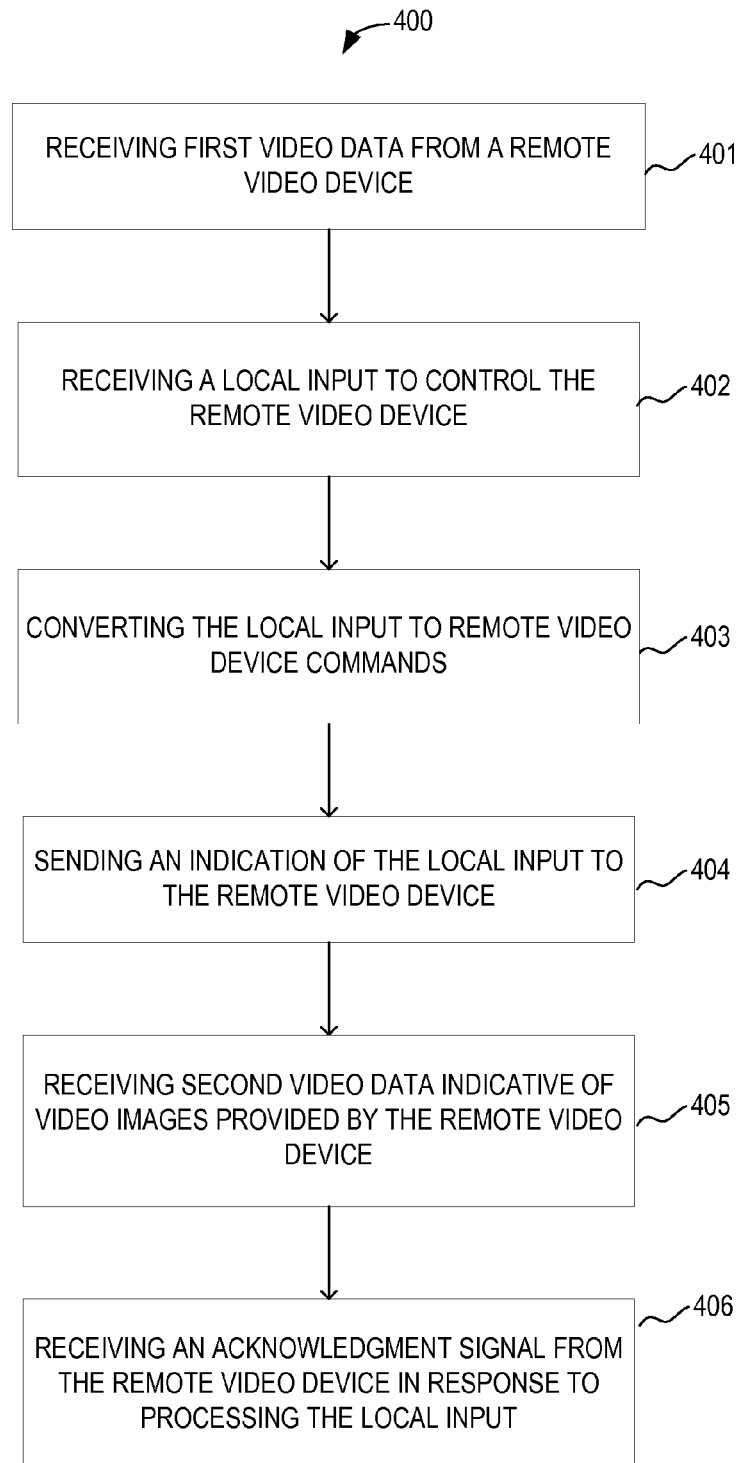 400
RECEIVING FIRST VIDEO DATA FROM A REMOTE
VIDEO DEVICE
401
RECEIVING A LOCAL INPUT TO CONTROL THE
REMOTE VIDEO DEVICE
402
CONVERTING THE LOCAL INPUT TO REMOTE VIDEO
DEVICE COMMANDS
403
SENDING AN INDICATION OF THE LOCAL INPUT TO
THE REMOTE VIDEO DEVICE
404
RECEIVING SECOND VIDEO DATA INDICATIVE OF
VIDEO IMAGES PROVIDED BY THE REMOTE VIDEO
DEVICE
405
RECEIVING AN ACKNOWLEDGMENT SIGNAL FROM
THE REMOTE VIDEO DEVICE IN RESPONSE TO
PROCESSING THE LOCAL INPUT
406